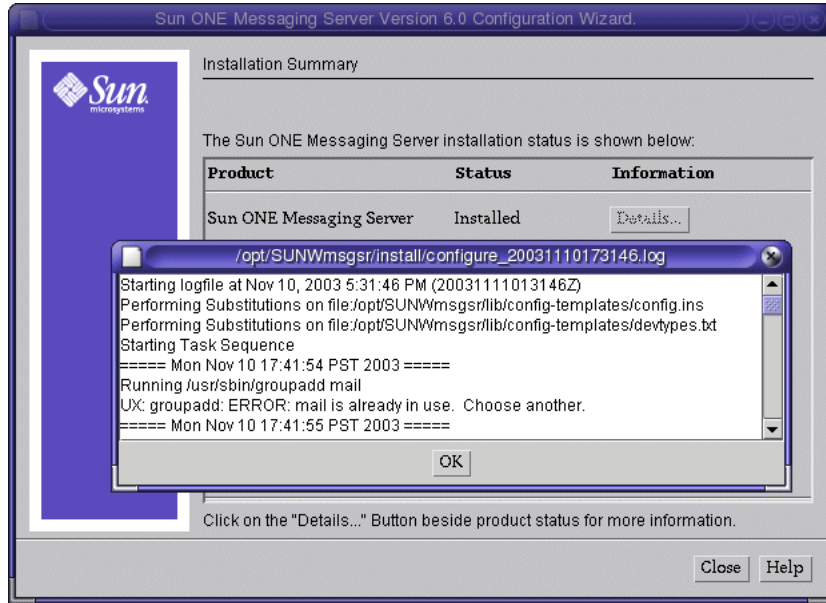 Sun ONE Messaging Server Version 6.0 Configuration Wizard.
Sun
microsystems
Installation Summary
The Sun ONE Messaging Server installation status is shown below:
Product Status Information
Sun ONE Messaging Server Installed Details...
/opt/SUNWmsgsr/install/configure_20031110173146.log
Starting logfile at Nov 10, 2003 5:31:46 PM (20031111013146Z)
Performing Substitutions on file:/opt/SUNWmsgsr/lib/config-templates/config.ins
Performing Substitutions on file:/opt/SUNWmsgsr/lib/config-templates/devtypes.txt
Starting Task Sequence
===== Mon Nov 10 17:41:54 PST 2003 =====
Running /usr/sbin/groupadd mail
UX: groupadd: ERROR: mail is already in use.  Choose another.
===== Mon Nov 10 17:41:55 PST 2003 =====
OK
Click on the "Details..." Button beside product status for more information.
Close Help